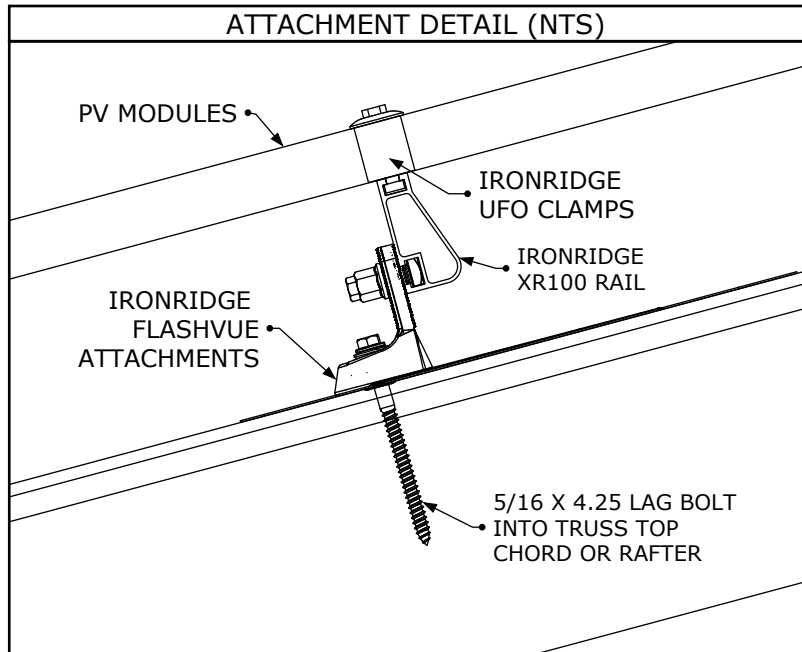 ATTACHMENT DETAIL (NTS)
PV MODULES
IRONRIDGE
UFO CLAMPS
IRONRIDGE
XR100 RAIL
IRONRIDGE
FLASHVUE
ATTACHMENTS
5/16 X 4.25 LAG BOLT
INTO TRUSS TOP
CHORD OR RAFTER